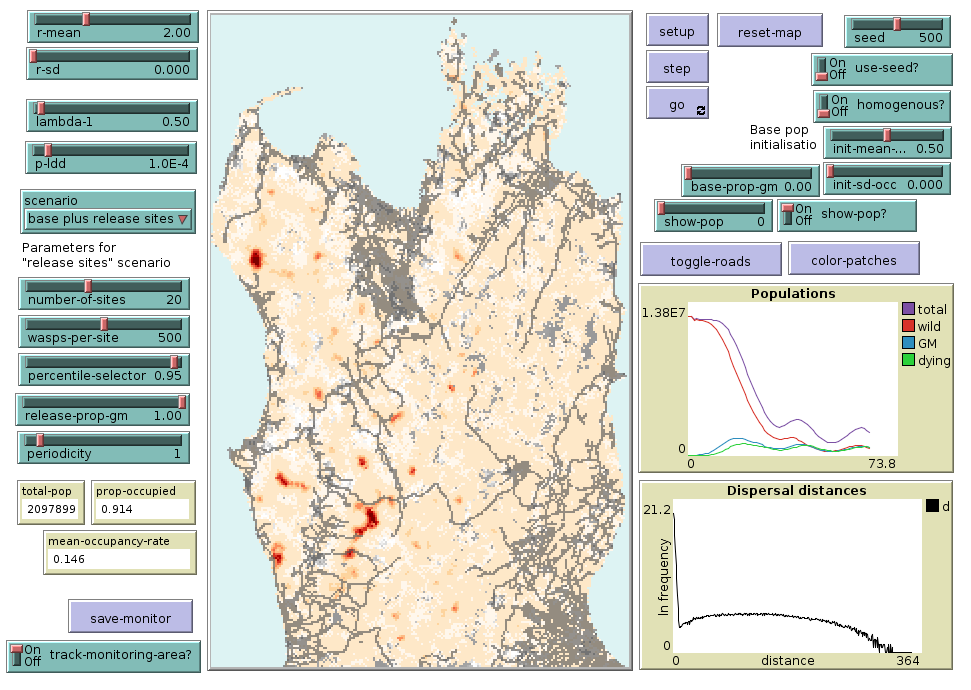 r-mean 2.00
r-sd 0.000
lambda-1 0.50
p-ldd 1.0E-4
scenario
base plus release sites
Parameters for
"release sites" scenario
number-of-sites 20
wasps-per-site 500
percentile-selector 0.95
release-prop-gm 1.00
periodicity 1
total-pop
2097899
prop-occupied
0.914
mean-occupancy-rate
0.146
save-monitor
On
Off
track-monitoring-area?
setup
reset-map
seed 500
step
On
Off
use-seed?
go
On
Off
homogenous?
Base pop
initialisatio
init-mean-... 0.50
base-prop-gm 0.00
init-sd-occ 0.000
show-pop 0
On
Off
show-pop?
toggle-roads
color-patches
Populations
1.38E7
0
0
73.8
total
wild
GM
dying
Dispersal distances
21.2
ln frequency
0
0
distance
364
d